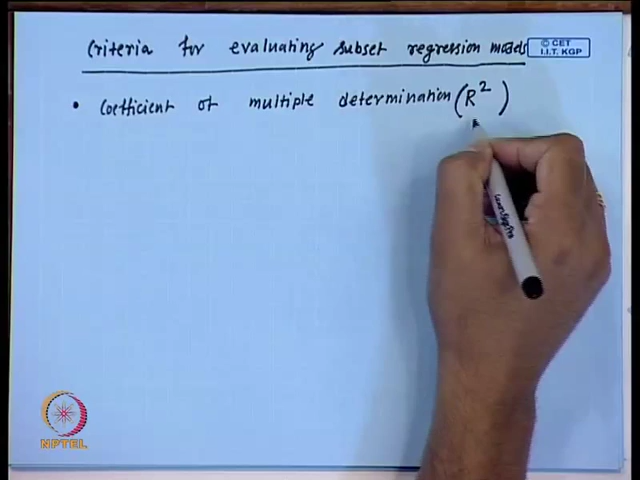 Criteria for evaluating subset regression models
© CET
I.I.T. KGP
• Coefficient of multiple determination (R²)
NPTEL